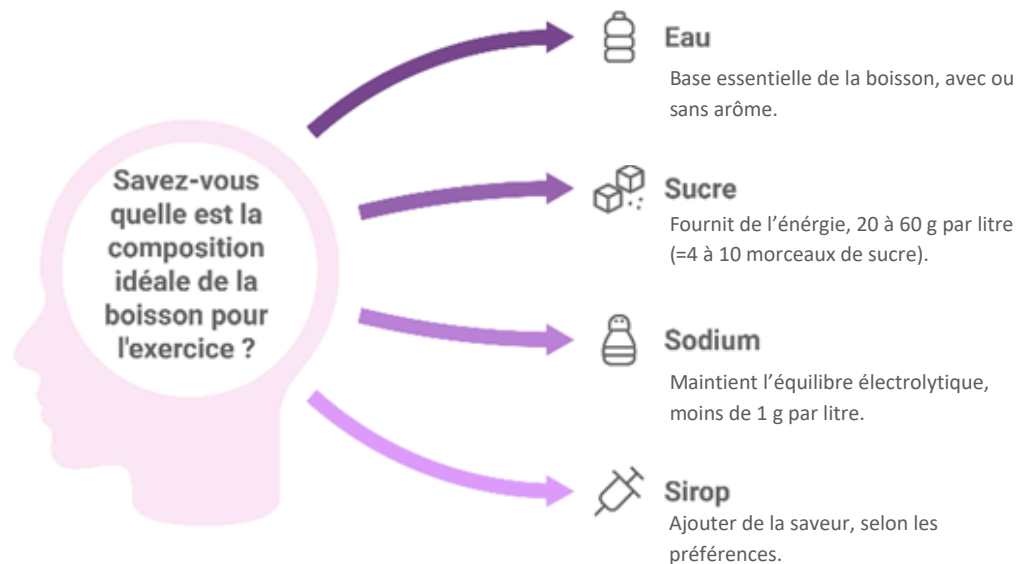 Savez-vous
quelle est la
composition
idéale de la
boisson pour
l'exercice ?
Eau
Base essentielle de la boisson, avec ou
sans arôme.
Sucre
Fournit de l’énérgie, 20 à 60 g par litre
(=4 à 10 morceaux de sucre).
Sodium
Maintient l’équilibre électrolytique,
moins de 1 g par litre.
Sirop
Ajouter de la saveur, selon les
préférences.